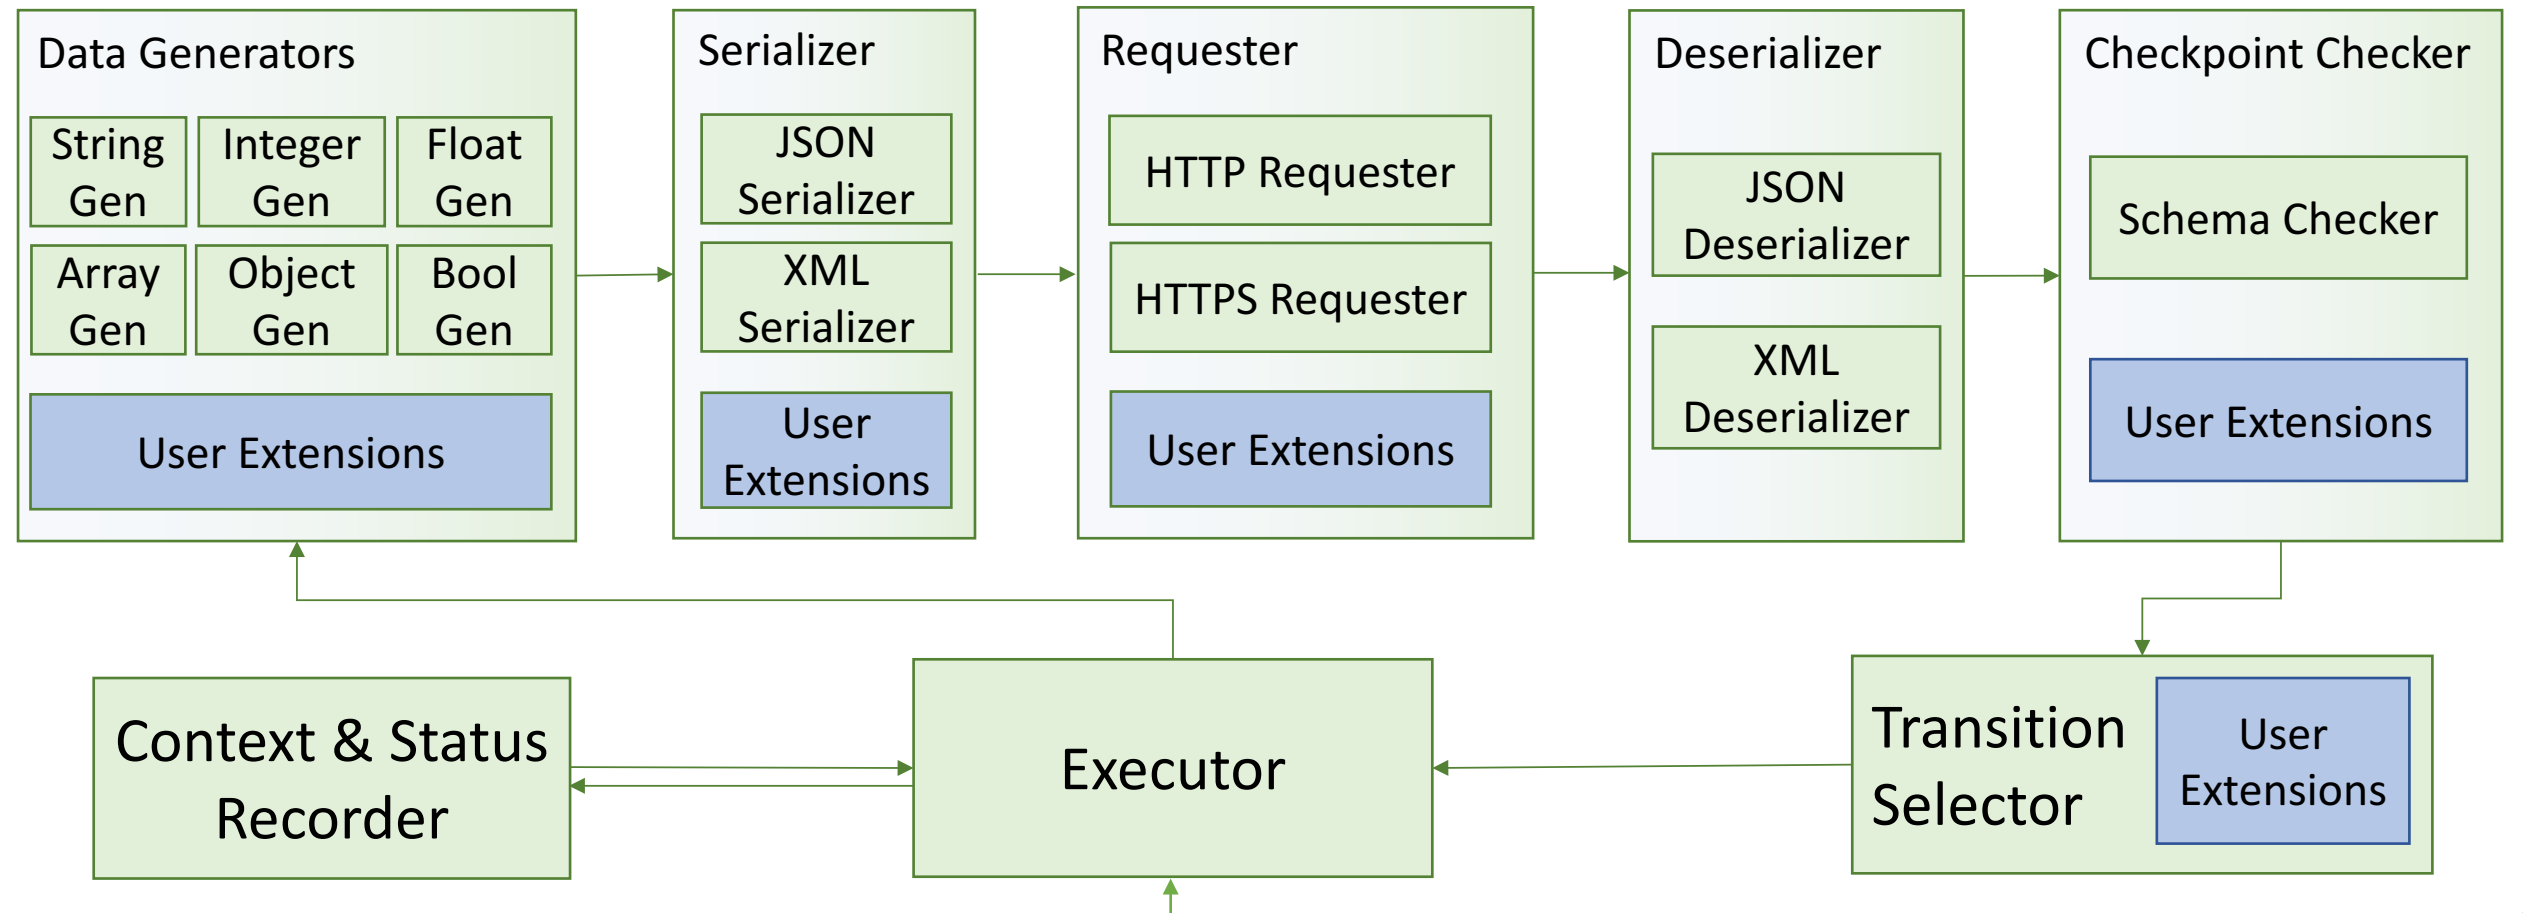 Data Generators
String
Gen
Integer
Gen
Float
Gen
Array
Gen
Object
Gen
Bool
Gen
User Extensions
Serializer
JSON
Serializer
XML
Serializer
User
Extensions
Requester
HTTP Requester
HTTPS Requester
User Extensions
Deserializer
JSON
Deserializer
XML
Deserializer
Checkpoint Checker
Schema Checker
User Extensions
Context & Status
Recorder
Executor
Transition
Selector
User
Extensions